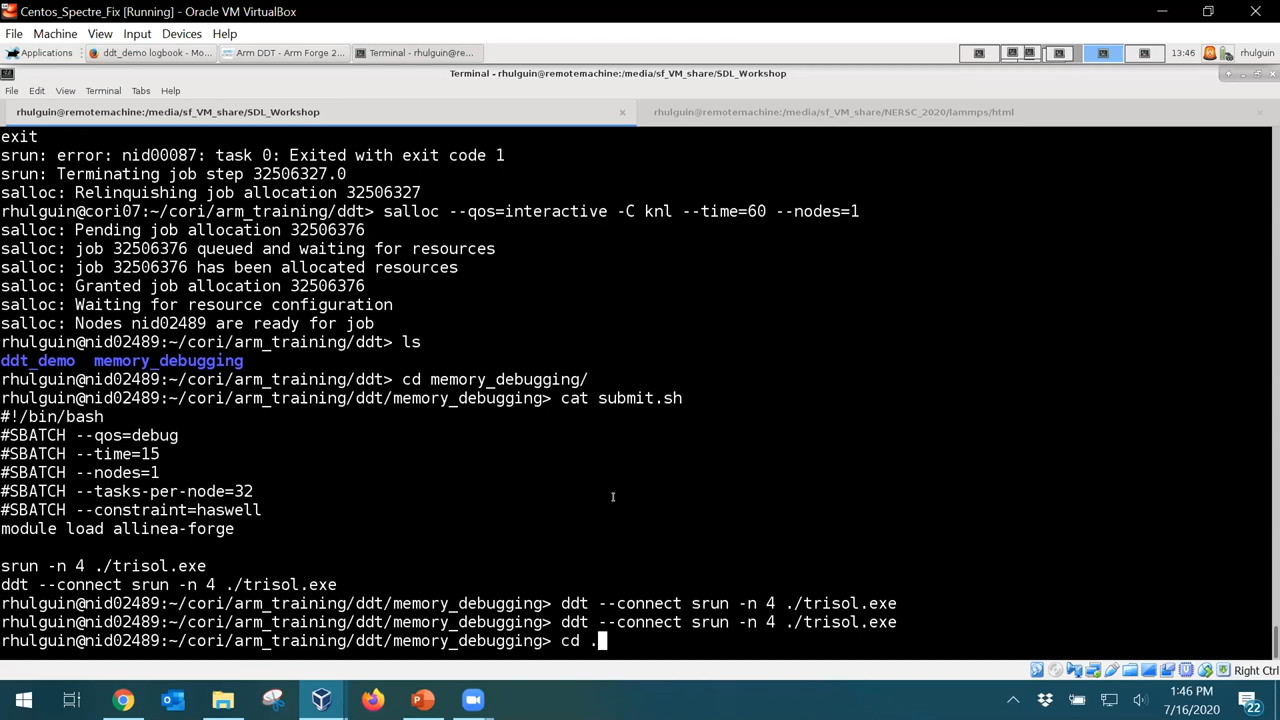 Centos_Spectre_Fix [Running] - Oracle VM VirtualBox
File Machine View Input Devices Help
Applications ddt_demo logbook - Mo... Arm DDT - Arm Forge 2... Terminal - rhulguin@re... 13:46 rhulguin
Terminal - rhulguin@remotemachine:/media/sf_VM_share/SDL_Workshop
File Edit View Terminal Tabs Help
rhulguin@remotemachine:/media/sf_VM_share/SDL_Workshop rhulguin@remotemachine:/media/sf_VM_share/NERSC_2020/lammps/html
exit
srun: error: nid00087: task 0: Exited with exit code 1
srun: Terminating job step 32506327.0
salloc: Relinquishing job allocation 32506327
rhulguin@cori07:~/cori/arm_training/ddt> salloc --qos=interactive -C knl --time=60 --nodes=1
salloc: Pending job allocation 32506376
salloc: job 32506376 queued and waiting for resources
salloc: job 32506376 has been allocated resources
salloc: Granted job allocation 32506376
salloc: Waiting for resource configuration
salloc: Nodes nid02489 are ready for job
rhulguin@nid02489:~/cori/arm_training/ddt> ls
ddt_demo memory_debugging
rhulguin@nid02489:~/cori/arm_training/ddt> cd memory_debugging/
rhulguin@nid02489:~/cori/arm_training/ddt/memory_debugging> cat submit.sh
#!/bin/bash
#SBATCH --qos=debug
#SBATCH --time=15
#SBATCH --nodes=1
#SBATCH --tasks-per-node=32
#SBATCH --constraint=haswell
module load allinea-forge
srun -n 4 ./trisol.exe
ddt --connect srun -n 4 ./trisol.exe
rhulguin@nid02489:~/cori/arm_training/ddt/memory_debugging> ddt --connect srun -n 4 ./trisol.exe
rhulguin@nid02489:~/cori/arm_training/ddt/memory_debugging> ddt --connect srun -n 4 ./trisol.exe
rhulguin@nid02489:~/cori/arm_training/ddt/memory_debugging> cd .
Right Ctrl
1:46 PM
7/16/2020
22